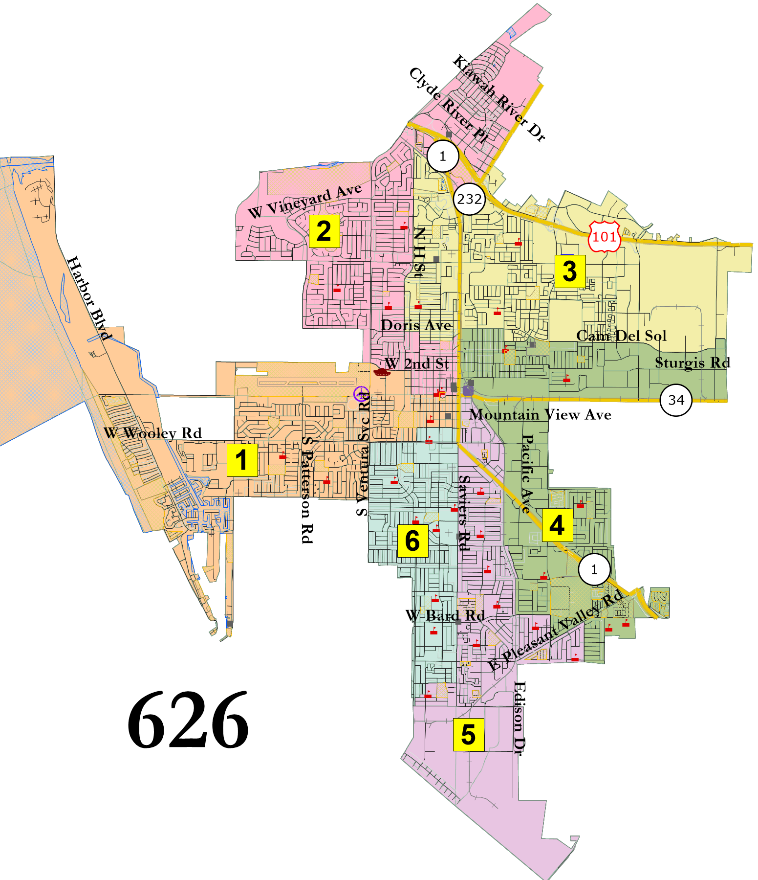 Kiawah River Dr
Clyde River Pl
1
232
W Vineyard Ave
2
N H St
101
3
Harbor Blvd
Doris Ave
Cam Del Sol
W 2nd St
Sturgis Rd
34
Mountain View Ave
W Wooley Rd
1
S Patterson Rd
S Ventura
Rd
Pacific Ave
Saviers Rd
4
6
1
W Bard Rd
E Pleasant Valley Rd
626
5
Edison Dr